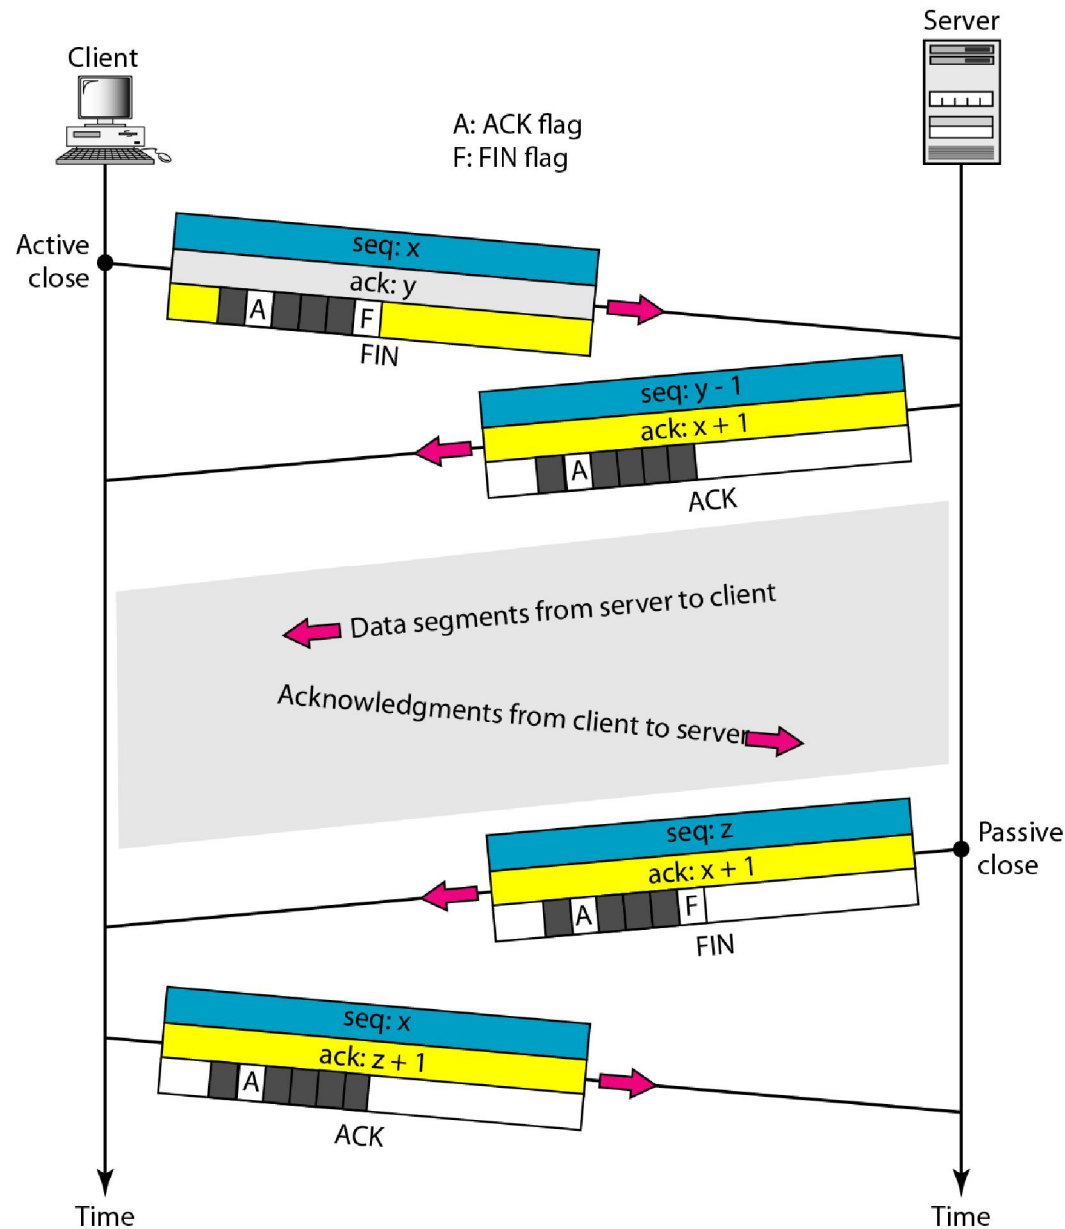 Server
Client
A: ACK flag
F: FIN flag
Active
close
seq: x
ack: y
A F
FIN
seq: y - 1
ack: x + 1
A
ACK
Data segments from server to client
Acknowledgments from client to server
Passive
close
seq: z
ack: x + 1
A F
FIN
seq: x
ack: z + 1
A
ACK
Time
Time